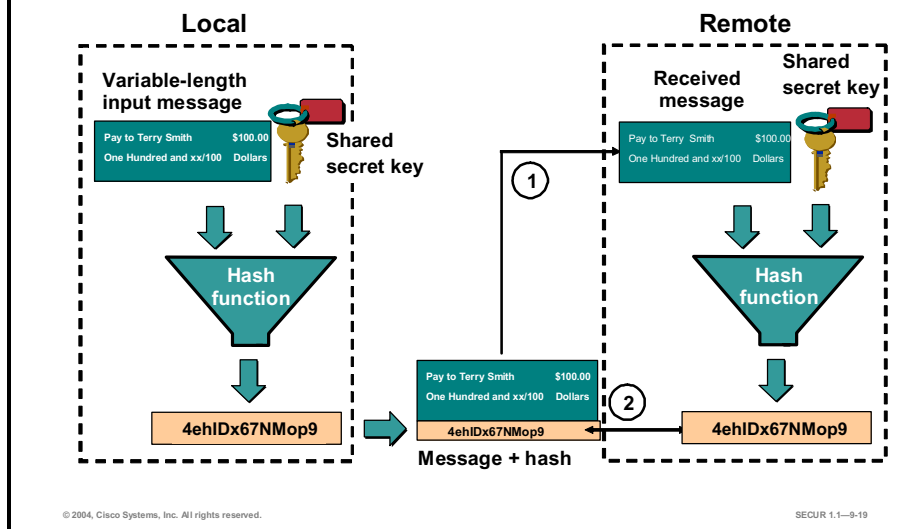 Local
Remote
Variable-length
input message
Pay to Terry Smith $100.00
One Hundred and xx/100 Dollars
Shared
secret key
Hash
function
4ehIDx67NMop9
1
Pay to Terry Smith $100.00
One Hundred and xx/100 Dollars
4ehIDx67NMop9
Message + hash
2
Received
message
Shared
secret key
Pay to Terry Smith $100.00
One Hundred and xx/100 Dollars
Hash
function
4ehIDx67NMop9
© 2004, Cisco Systems, Inc. All rights reserved.
SECUR 1.1—9-19